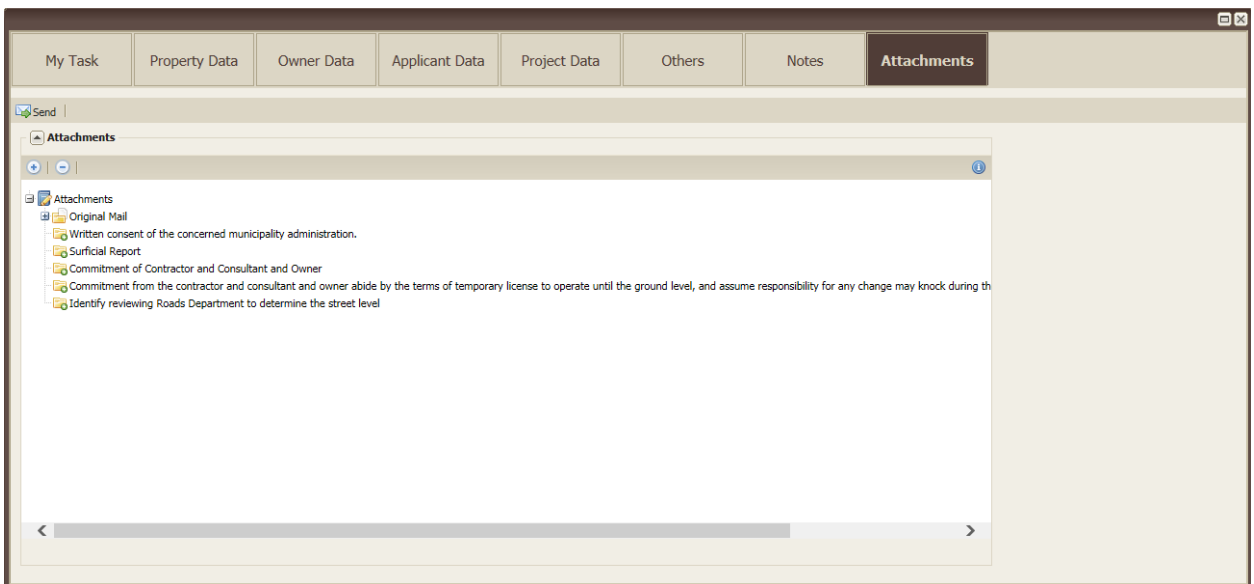 My Task
Property Data
Owner Data
Applicant Data
Project Data
Others
Notes
Attachments
Send
Attachments
Attachments
Original Mail
Written consent of the concerned municipality administration.
Surficial Report
Commitment of Contractor and Consultant and Owner
Commitment from the contractor and consultant and owner abide by the terms of temporary license to operate until the ground level, and assume responsibility for any change may knock during th
Identify reviewing Roads Department to determine the street level